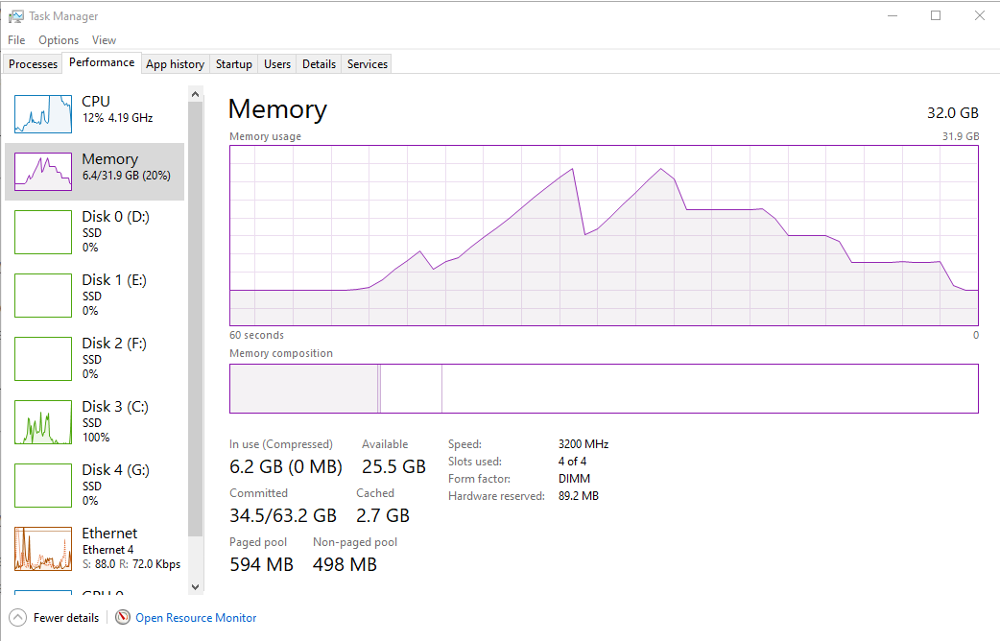 Task Manager
File Options View
Processes Performance App history Startup Users Details Services
CPU
12% 4.19 GHz
Memory
6.4/31.9 GB (20%)
Disk 0 (D:)
SSD
0%
Disk 1 (E:)
SSD
0%
Disk 2 (F:)
SSD
0%
Disk 3 (C:)
SSD
100%
Disk 4 (G:)
SSD
0%
Ethernet
Ethernet 4
S: 88.0 R: 72.0 Kbps
GPU 0
Memory 32.0 GB
Memory usage 31.9 GB
60 seconds 0
Memory composition
In use (Compressed) Available
6.2 GB (0 MB) 25.5 GB
Committed Cached
34.5/63.2 GB 2.7 GB
Paged pool Non-paged pool
594 MB 498 MB
Speed: 3200 MHz
Slots used: 4 of 4
Form factor: DIMM
Hardware reserved: 89.2 MB
Fewer details Open Resource Monitor